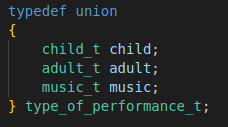 typedef union
{
    child_t child;
    adult_t adult;
    music_t music;
} type_of_performance_t;